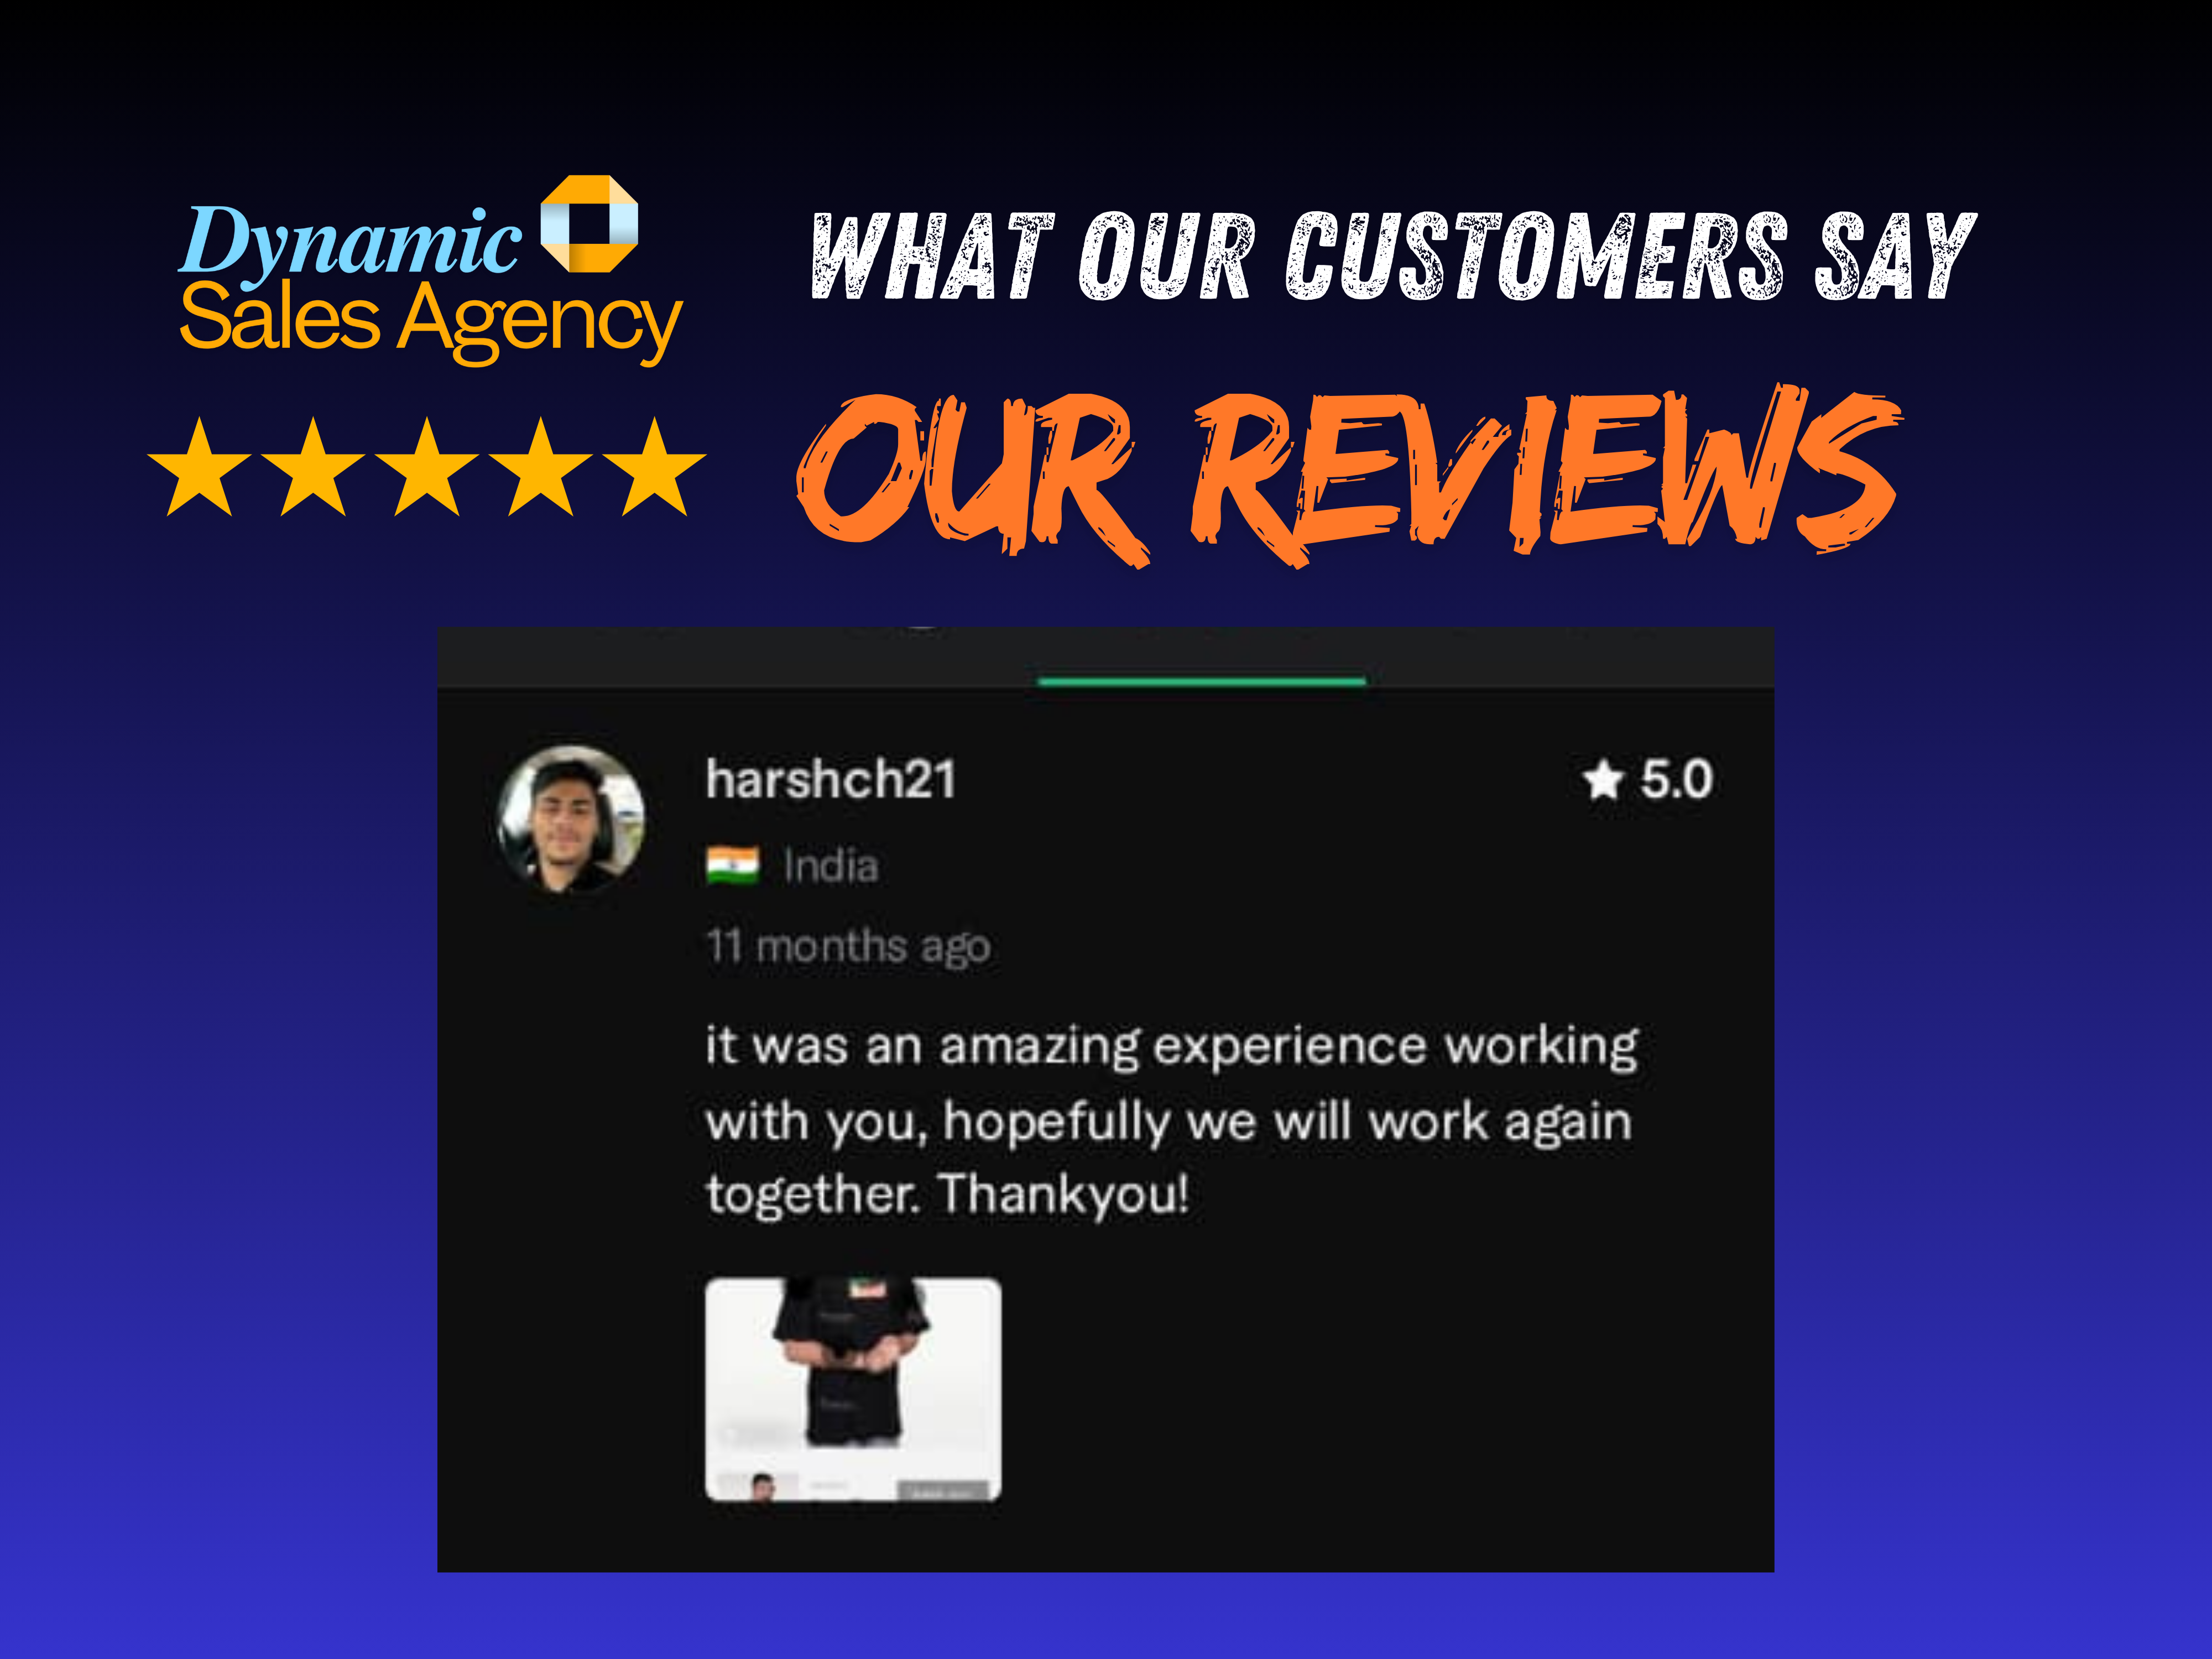 Dynamic
Sales Agency
WHAT OUR CUSTOMERS SAY
OUR REVIEWS
harshch21
5.0
India
11 months ago
it was an amazing experience working
with you, hopefully we will work again
together. Thankyou!